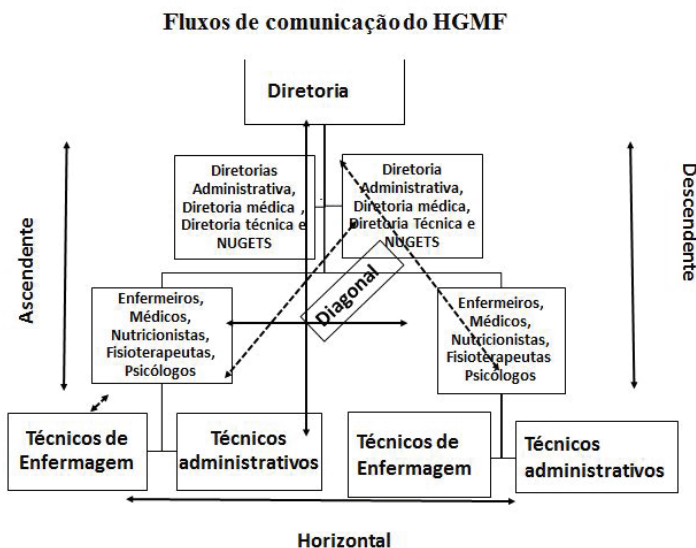 Fluxos de comunicação do HGMF
Diretoria
Diretorias
Administrativa,
Diretoria médica ,
Diretoria técnica e
NUGETS
Diretoria
Administrativa,
Diretoria médica,
Diretoria Técnica e
NUGETS
Ascendente
Descendente
Diagonal
Enfermeiros,
Médicos,
Nutricionistas,
Fisioterapeutas,
Psicólogos
Enfermeiros,
Médicos,
Nutricionistas,
Fisioterapeutas
Psicólogos
Técnicos de
Enfermagem
Técnicos
administrativos
Técnicos de
Enfermagem
Técnicos
administrativos
Horizontal